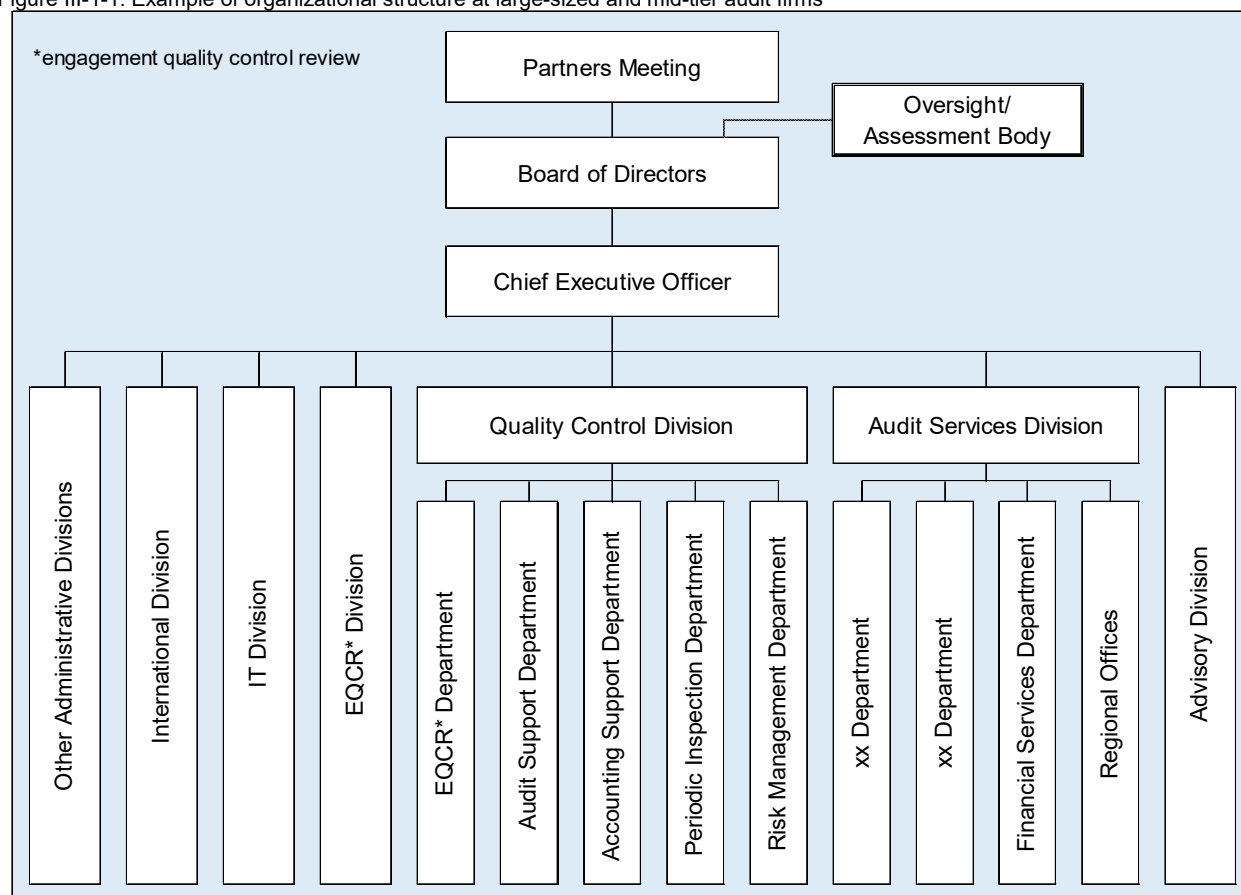 Figure III-1-1: Example of organizational structure at large-sized and mid-tier audit firms
*engagement quality control review
Partners Meeting
Oversight/
Assessment Body
Board of Directors
Chief Executive Officer
Quality Control Division
Audit Services Division
Other Administrative Divisions
International Division
IT Division
EQCR* Division
EQCR* Department
Audit Support Department
Accounting Support Department
Periodic Inspection Department
Risk Management Department
xx Department
xx Department
Financial Services Department
Regional Offices
Advisory Division